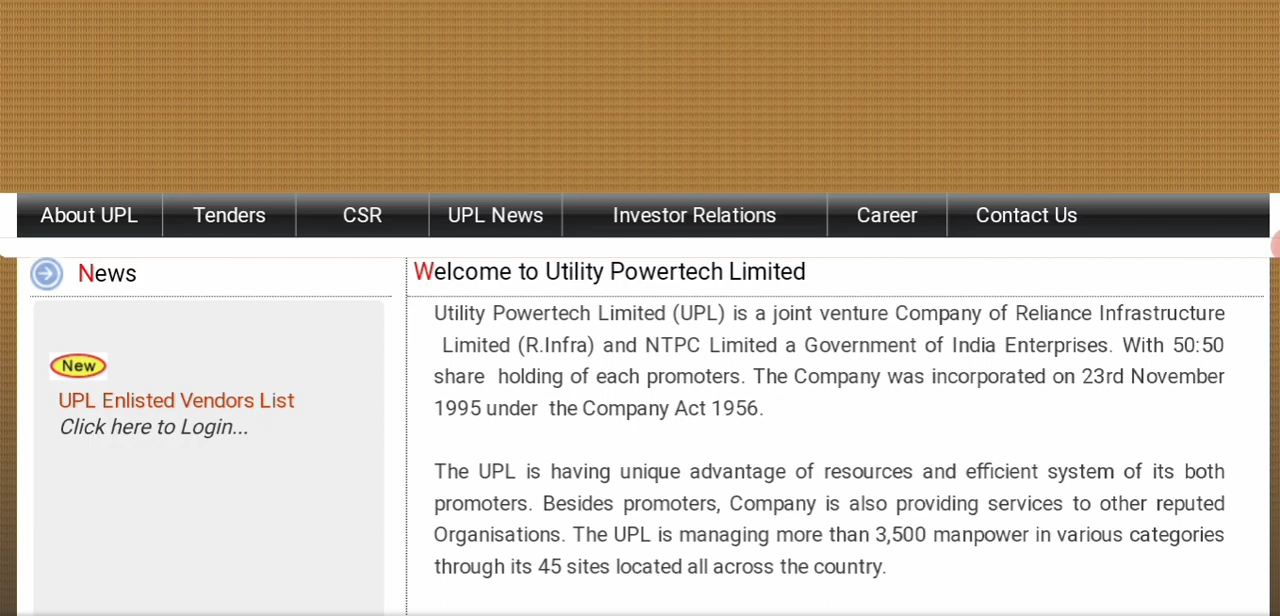 About UPL Tenders CSR UPL News Investor Relations Career Contact Us
News
New
UPL Enlisted Vendors List
Click here to Login...
Welcome to Utility Powertech Limited
Utility Powertech Limited (UPL) is a joint venture Company of Reliance Infrastructure
Limited (R.Infra) and NTPC Limited a Government of India Enterprises. With 50:50
share holding of each promoters. The Company was incorporated on 23rd November
1995 under the Company Act 1956.
The UPL is having unique advantage of resources and efficient system of its both
promoters. Besides promoters, Company is also providing services to other reputed
Organisations. The UPL is managing more than 3,500 manpower in various categories
through its 45 sites located all across the country.